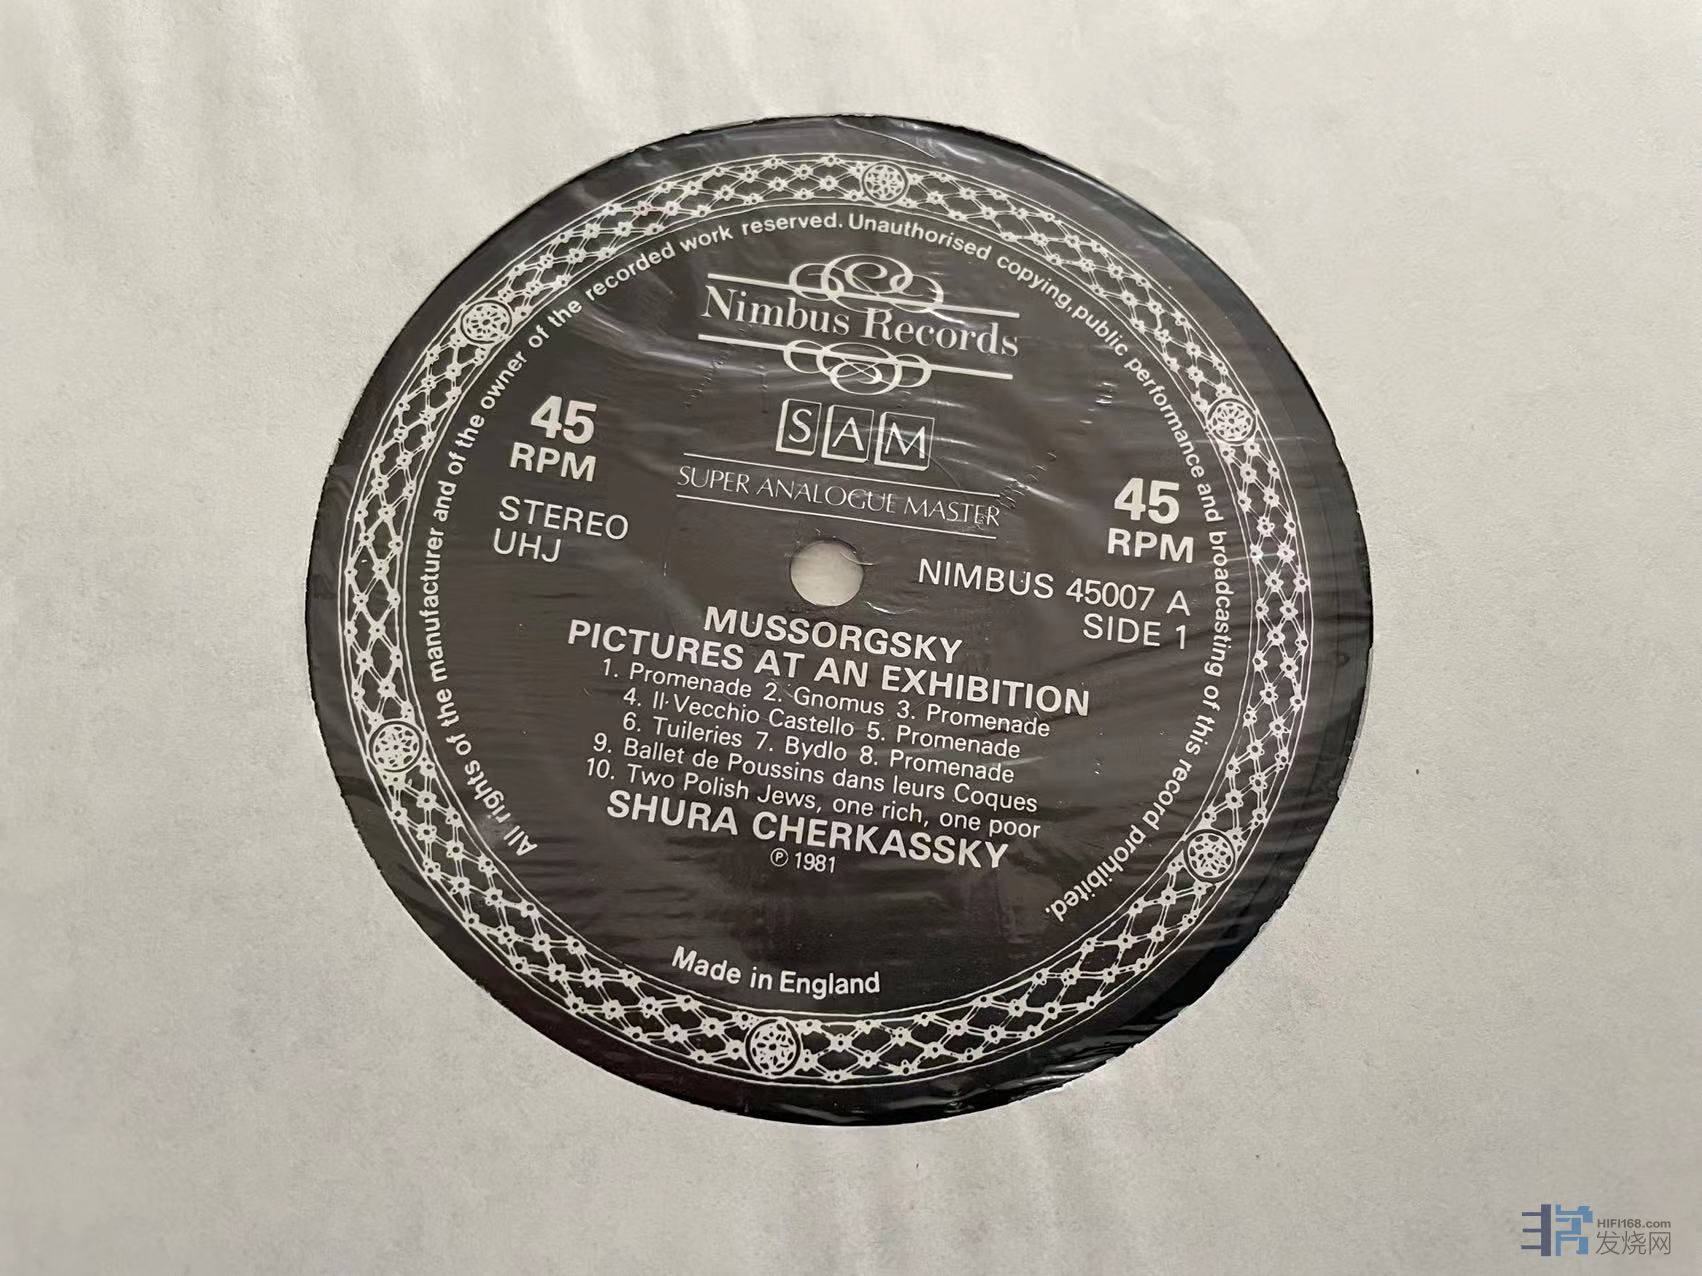 All rights of the manufacturer and of the owner of the recorded work reserved. Unauthorised copying, public performance and broadcasting of this record prohibited.
Nimbus Records
SAM
SUPER ANALOGUE MASTER
45
RPM
STEREO
UHJ
45
RPM
NIMBUS 45007 A
SIDE 1
MUSSORGSKY
PICTURES AT AN EXHIBITION
1. Promenade 2. Gnomus 3. Promenade
4. Il Vecchio Castello 5. Promenade
6. Tuileries 7. Bydlo 8. Promenade
9. Ballet de Poussins dans leurs Coques
10. Two Polish Jews, one rich, one poor
SHURA CHERKASSKY
℗ 1981
Made in England
HIFI168.com
发烧网